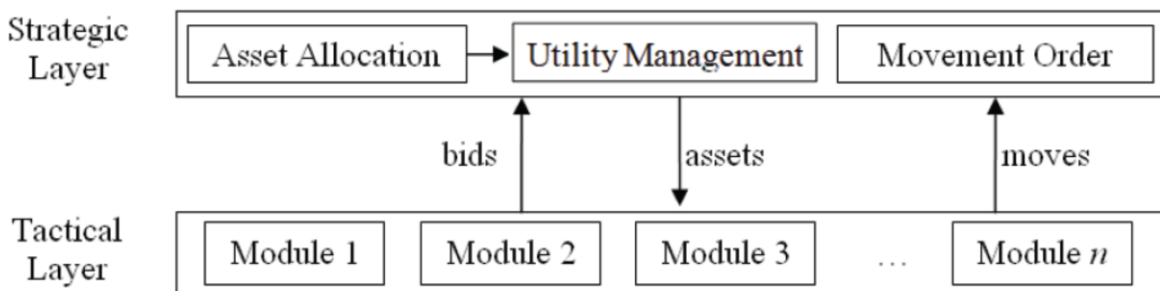 Strategic
Layer
Asset Allocation
Utility Management
Movement Order
bids
assets
moves
Tactical
Layer
Module 1
Module 2
Module 3
...
Module n